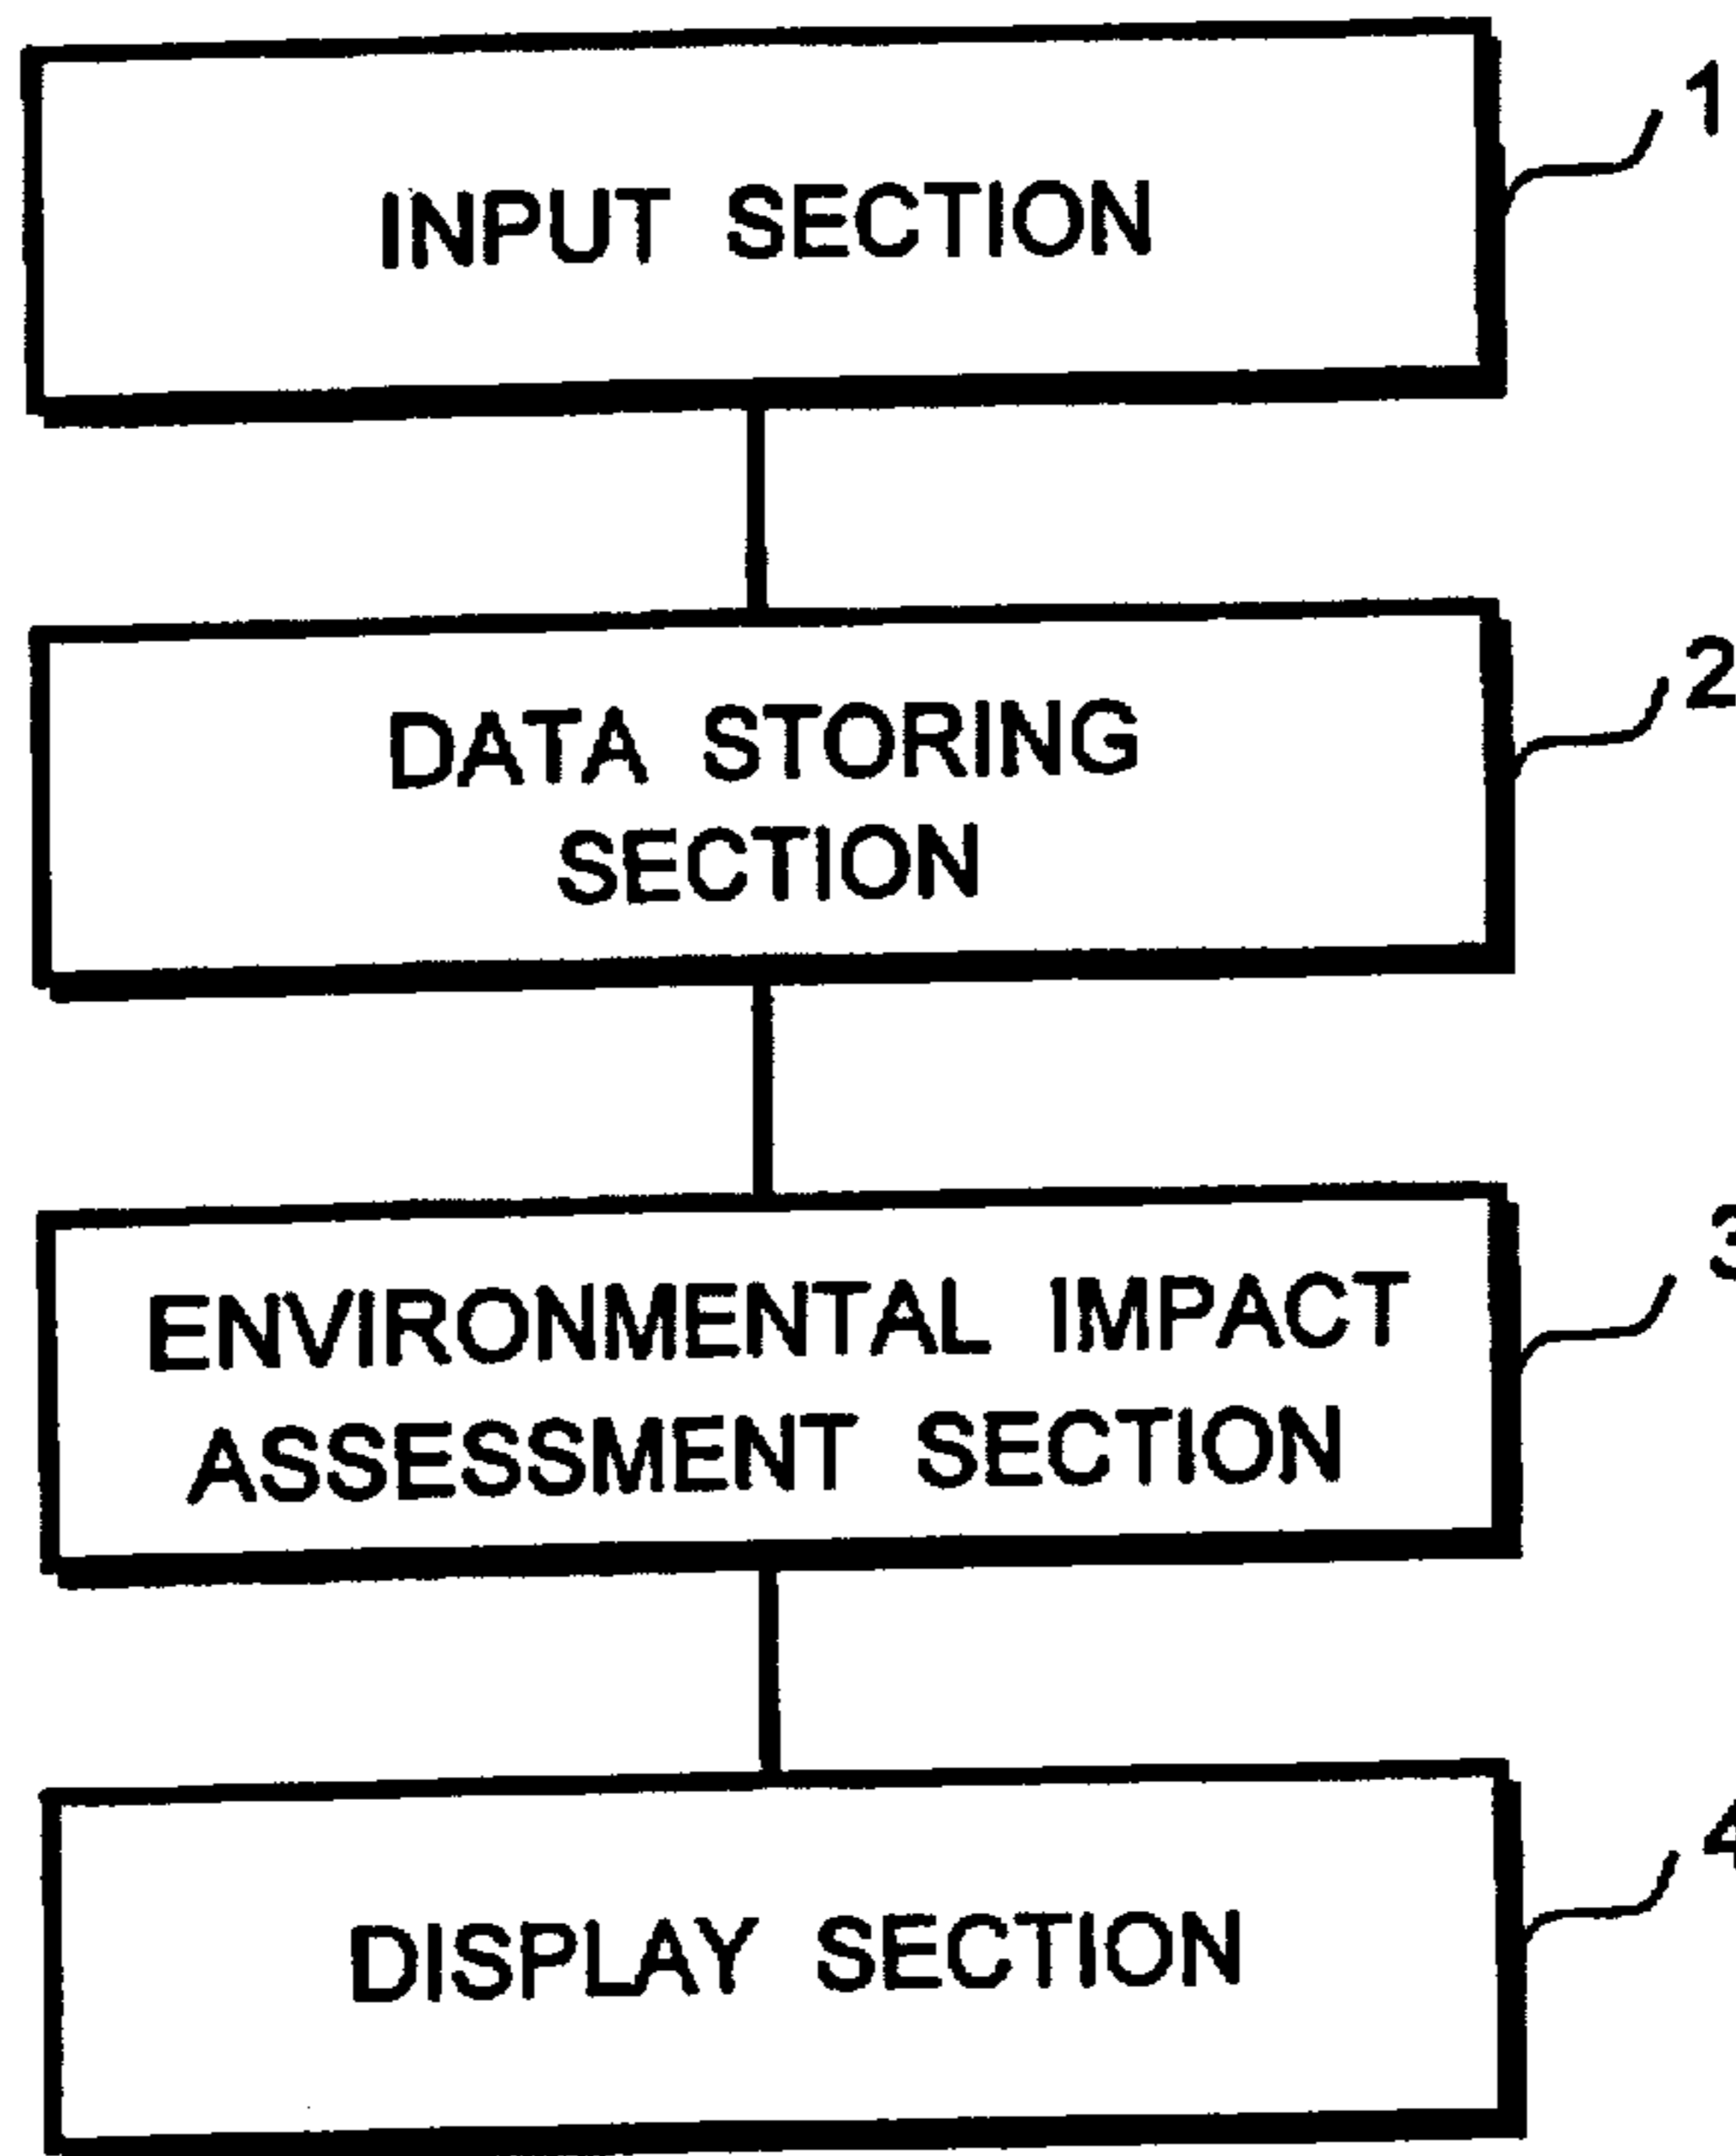 1
INPUT SECTION
2
DATA STORING
SECTION
3
ENVIRONMENTAL IMPACT
ASSESSMENT SECTION
4
DISPLAY SECTION